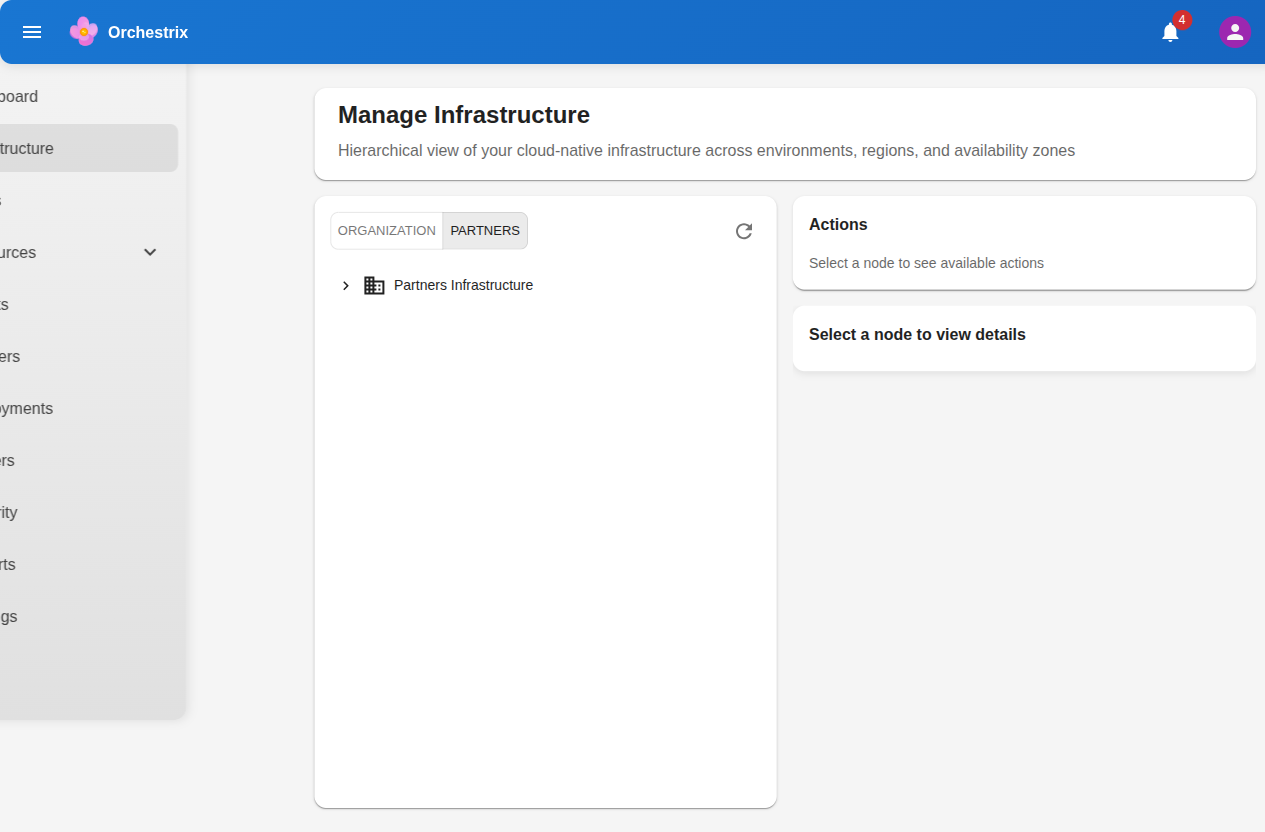 Orchestrix
4
board
tructure
s
urces
ts
ers
oyments
ers
rity
rts
gs
Manage Infrastructure
Hierarchical view of your cloud-native infrastructure across environments, regions, and availability zones
ORGANIZATION PARTNERS
Partners Infrastructure
Actions
Select a node to see available actions
Select a node to view details